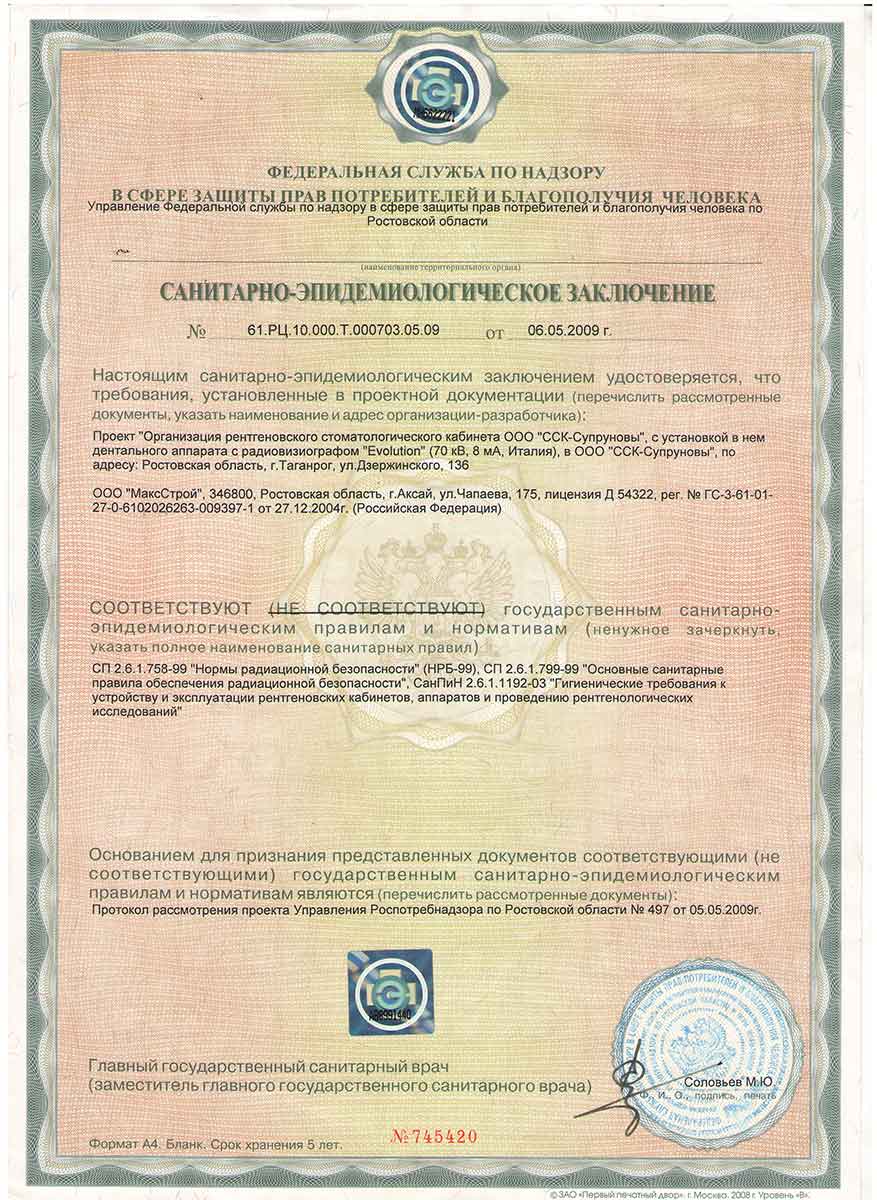 №662221
ФЕДЕРАЛЬНАЯ СЛУЖБА ПО НАДЗОРУ
В СФЕРЕ ЗАЩИТЫ ПРАВ ПОТРЕБИТЕЛЕЙ И БЛАГОПОЛУЧИЯ ЧЕЛОВЕКА
Управление Федеральной службы по надзору в сфере защиты прав потребителей и благополучия человека по
Ростовской области
(наименование территориального органа)
САНИТАРНО-ЭПИДЕМИОЛОГИЧЕСКОЕ ЗАКЛЮЧЕНИЕ
№ 61.РЦ.10.000.Т.000703.05.09 от 06.05.2009 г.
Настоящим санитарно-эпидемиологическим заключением удостоверяется, что
требования, установленные в проектной документации (перечислить рассмотренные
документы, указать наименование и адрес организации-разработчика):
Проект "Организация рентгеновского стоматологического кабинета ООО "ССК-Супруновы", с установкой в нем
дентального аппарата с радиовизиографом "Evolution" (70 кВ, 8 мА, Италия), в ООО "ССК-Супруновы", по
адресу: Ростовская область, г.Таганрог, ул.Дзержинского, 136
ООО "МаксСтрой", 346800, Ростовская область, г.Аксай, ул.Чапаева, 175, лицензия Д 54322, рег. № ГС-3-61-01-
27-0-6102026263-009397-1 от 27.12.2004г. (Российская Федерация)
СООТВЕТСТВУЮТ (НЕ СООТВЕТСТВУЮТ) государственным санитарно-
эпидемиологическим правилам и нормативам (ненужное зачеркнуть,
указать полное наименование санитарных правил)
СП 2.6.1.758-99 "Нормы радиационной безопасности" (НРБ-99), СП 2.6.1.799-99 "Основные санитарные
правила обеспечения радиационной безопасности", СанПиН 2.6.1.1192-03 "Гигиенические требования к
устройству и эксплуатации рентгеновских кабинетов, аппаратов и проведению рентгенологических
исследований"
Основанием для признания представленных документов соответствующими (не
соответствующими) государственным санитарно-эпидемиологическим
правилам и нормативам являются (перечислить рассмотренные документы):
Протокол рассмотрения проекта Управления Роспотребнадзора по Ростовской области № 497 от 05.05.2009г.
Главный государственный санитарный врач
(заместитель главного государственного санитарного врача)
Соловьев М.Ю.
Ф. И. О., подпись, печать
Формат А4. Бланк. Срок хранения 5 лет.
№745420
© ЗАО «Первый печатный двор». г. Москва. 2008 г. Уровень «В».